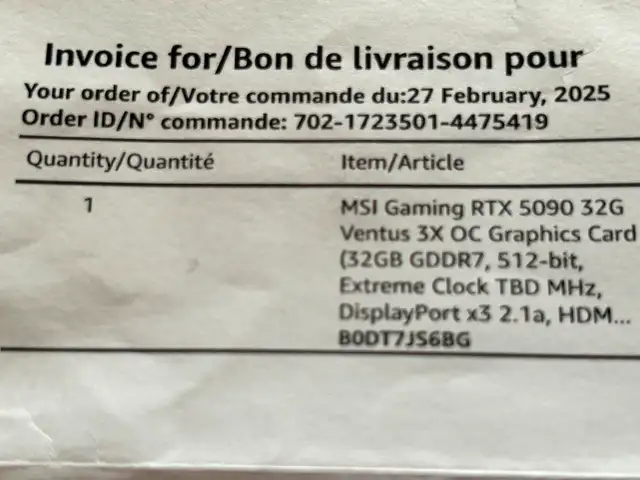 Invoice for/Bon de livraison pour
Your order of/Votre commande du:27 February, 2025
Order ID/N° commande: 702-1723501-4475419
Quantity/Quantité Item/Article
1 MSI Gaming RTX 5090 32G
Ventus 3X OC Graphics Card
(32GB GDDR7, 512-bit,
Extreme Clock TBD MHz,
DisplayPort x3 2.1a, HDM...
B0DT7JS6BG